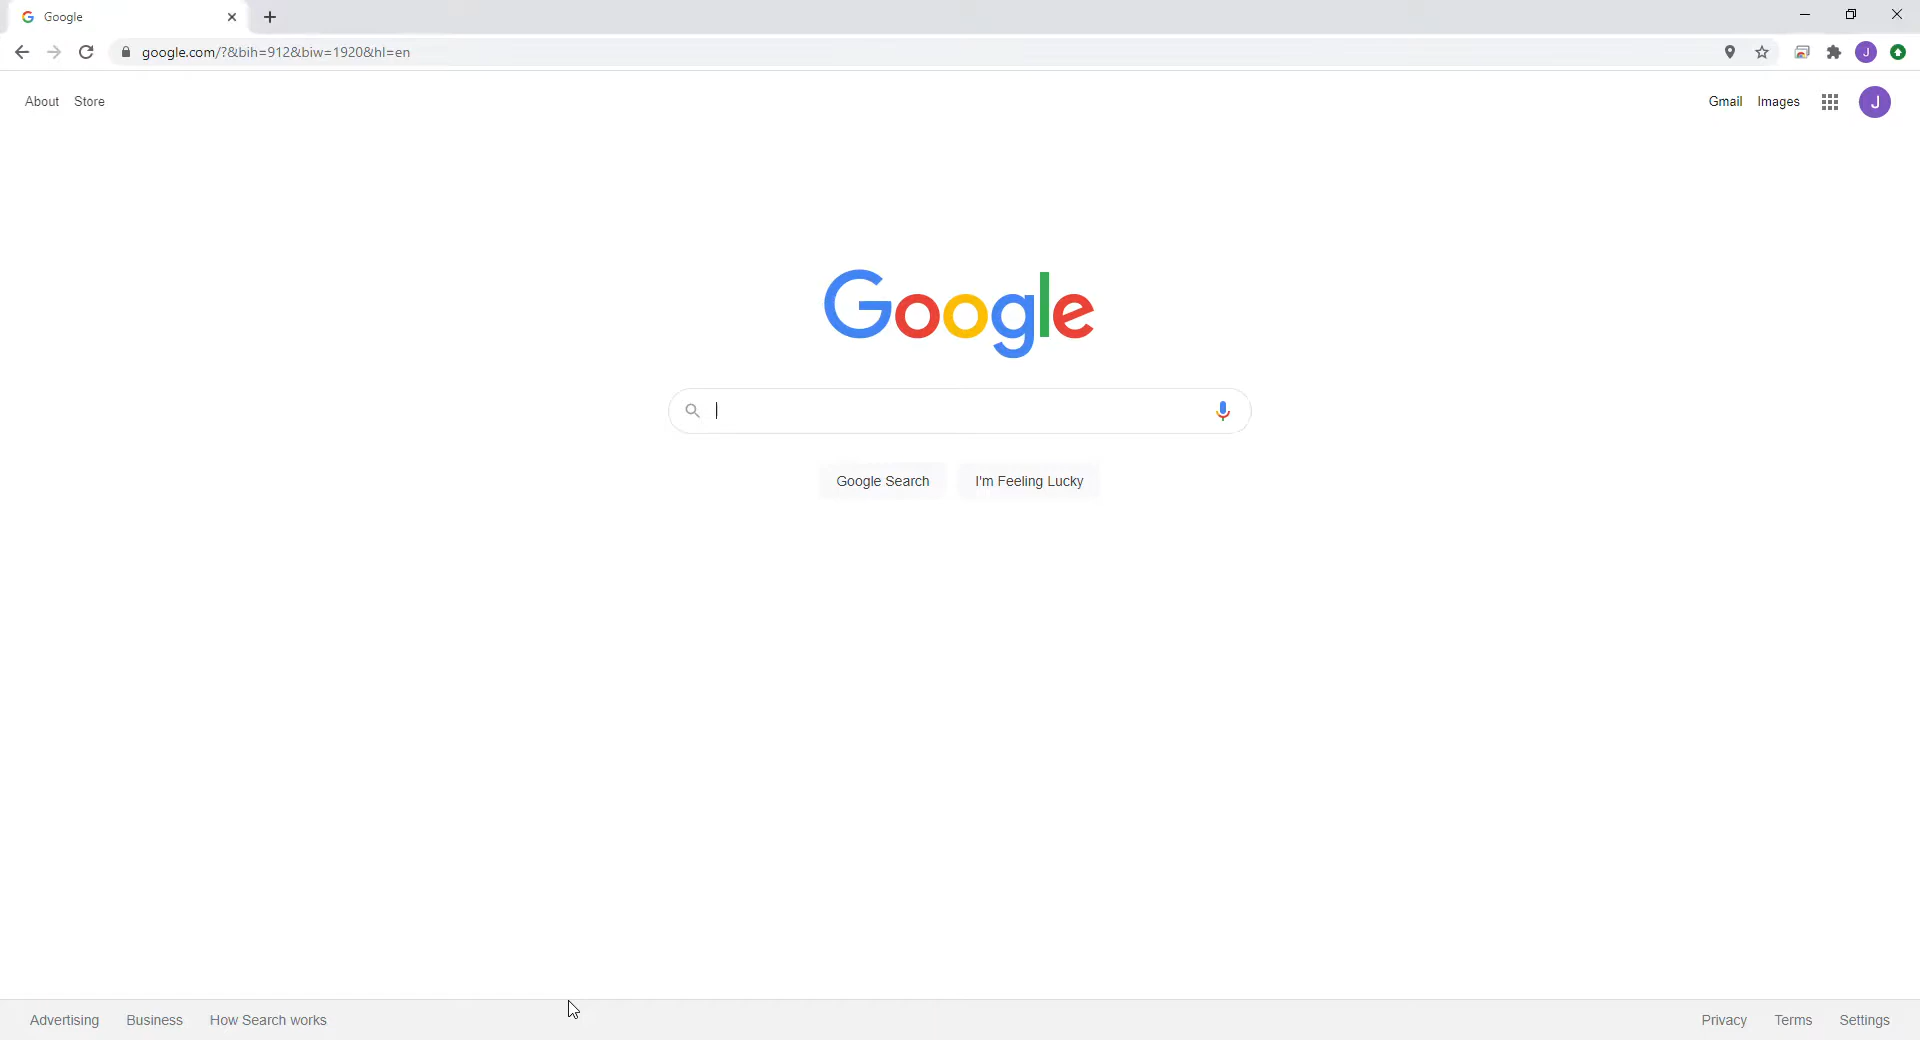 Google
google.com/?&bih=912&biw=1920&hl=en
J
About Store
Gmail Images
J
Google
Google Search
I'm Feeling Lucky
Advertising Business How Search works
Privacy Terms Settings